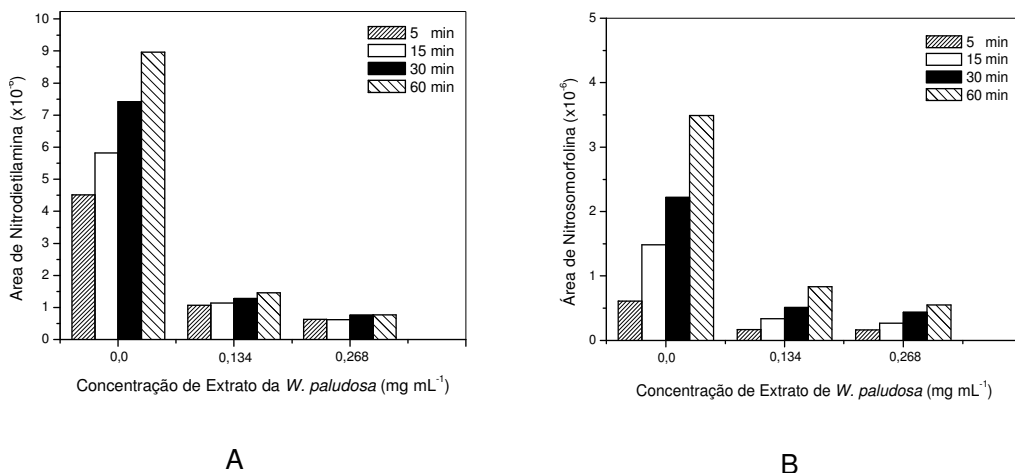 10
9
8
7
6
5
4
3
2
1
0
Area de Nitrodietilamina (x10⁻⁶)
5 min
15 min
30 min
60 min
0,0
0,134
0,268
Concentração de Extrato da W. paludosa (mg mL⁻¹)
A
5
4
3
2
1
0
Área de Nitrosomorfolina (x10⁻⁶)
5 min
15 min
30 min
60 min
0,0
0,134
0,268
Concentração de Extrato de W. paludosa (mg mL⁻¹)
B